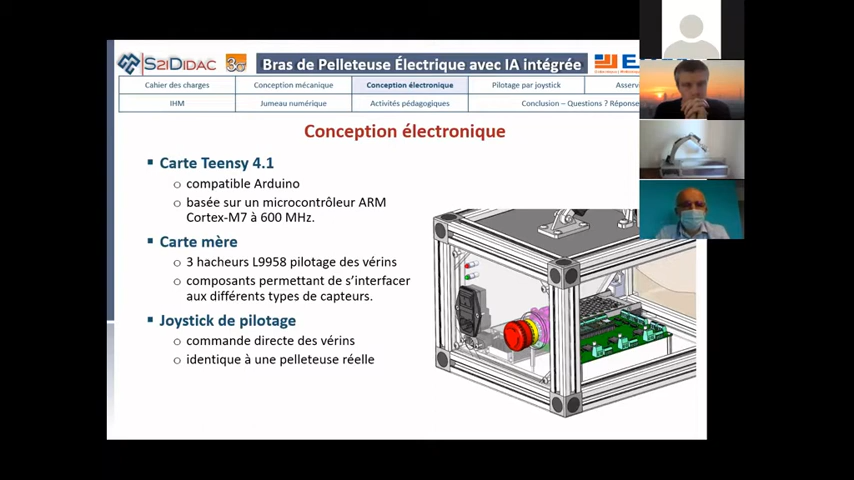 S2IDIDAC
Bras de Pelleteuse Électrique avec IA intégrée
Cahier des charges
Conception mécanique
Conception électronique
Pilotage par joystick
IHM
Jumeau numérique
Activités pédagogiques
Conclusion – Questions ? Réponse
Conception électronique
▪ Carte Teensy 4.1
o compatible Arduino
o basée sur un microcontrôleur ARM
Cortex-M7 à 600 MHz.
▪ Carte mère
o 3 hacheurs L9958 pilotage des vérins
o composants permettant de s’interfacer
aux différents types de capteurs.
▪ Joystick de pilotage
o commande directe des vérins
o identique à une pelleteuse réelle